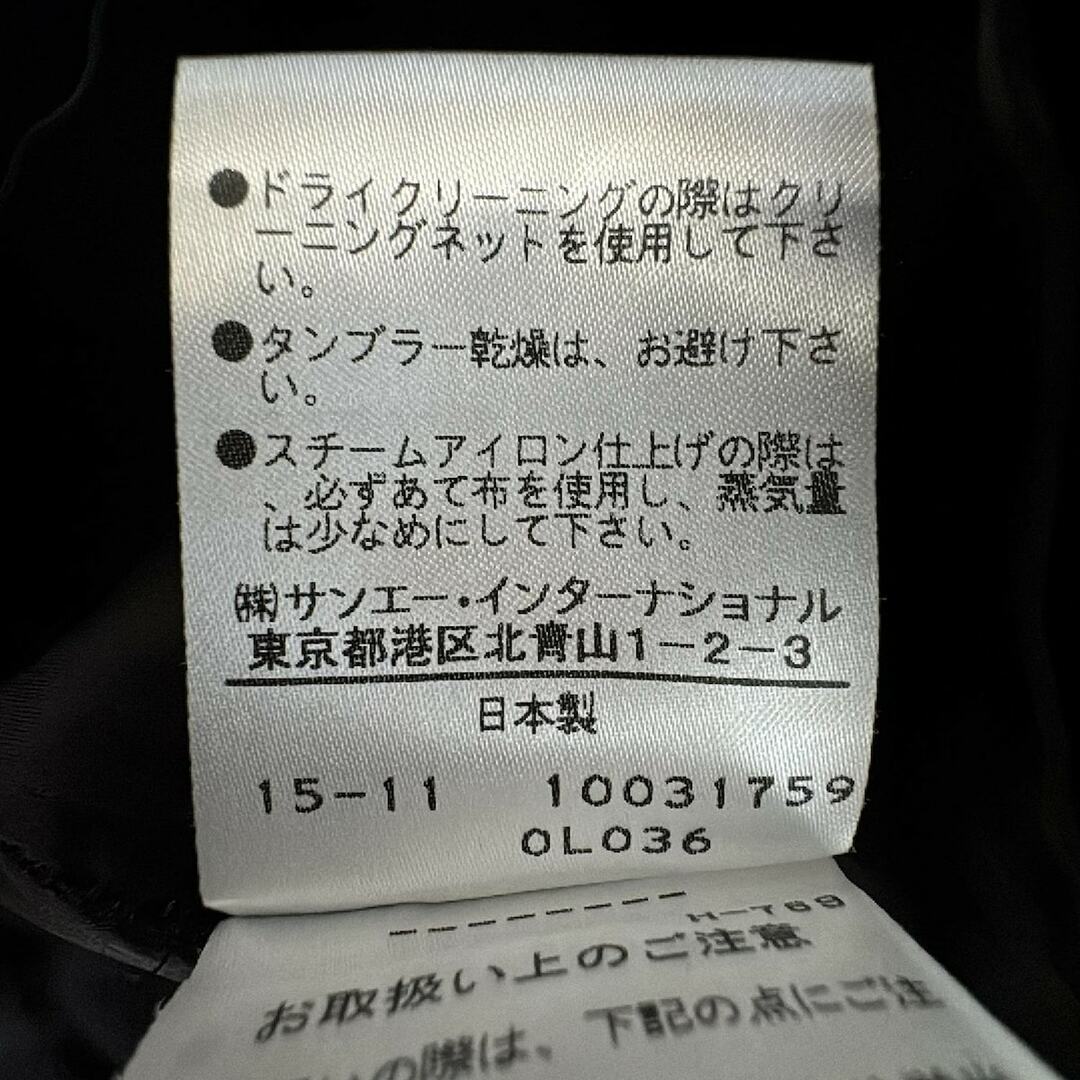 ●ドライクリーニングの際はクリ
ーニングネットを使用して下さ
い。
●タンブラー乾燥は、お避け下さ
い。
●スチームアイロン仕上げの際は
、必ずあて布を使用し、蒸気量
は少なめにして下さい。
㈱サンエー・インターナショナル
東京都港区北青山1-2-3
日本製
15-11 10031759
0L036
H-T69
お取扱い上のご注意
の際は、下記の点にご注